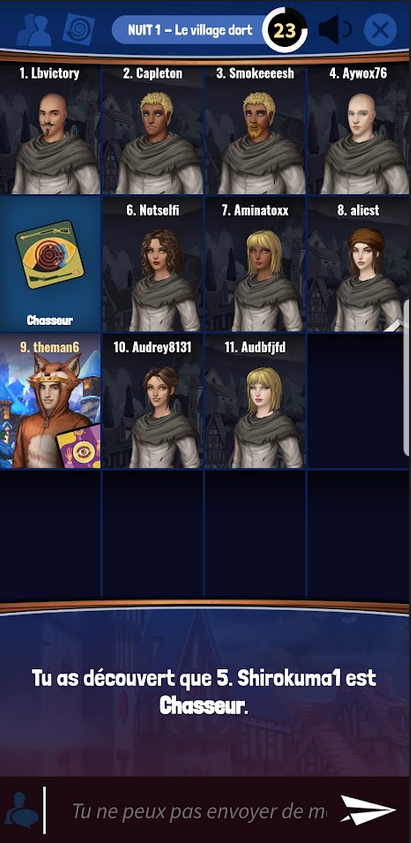 NUIT 1 – Le village dort
23
1. Lbvictory
2. Capleton
3. Smokeeeesh
4. Aywox76
6. Notselfi
7. Aminatoxx
8. alicst
Chasseur
9. theman6
10. Audrey8131
11. Audbfjfd
Tu as découvert que 5. Shirokuma1 est
Chasseur.
Tu ne peux pas envoyer de m